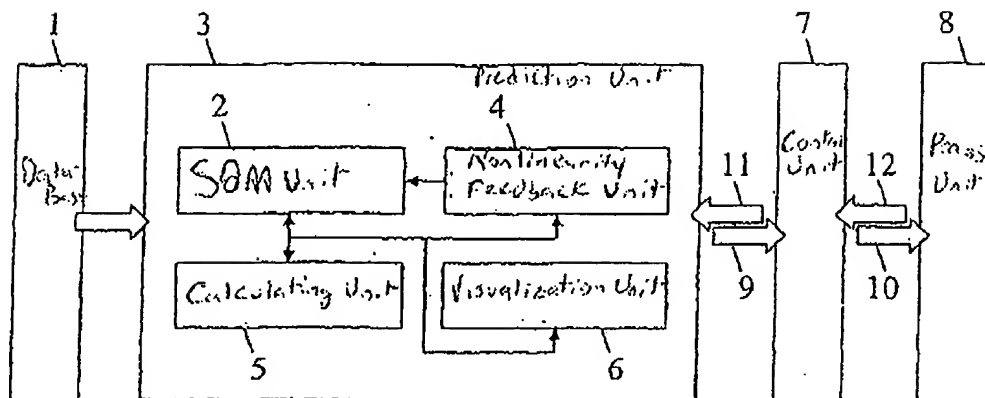 1
3
7
8
Prediction Unit
2
4
Data
Base
SOM Unit
Nonlinearity
Feedback Unit
Control
Unit
Unit
11
12
Calculating Unit
Visualization Unit
9
10
5
6